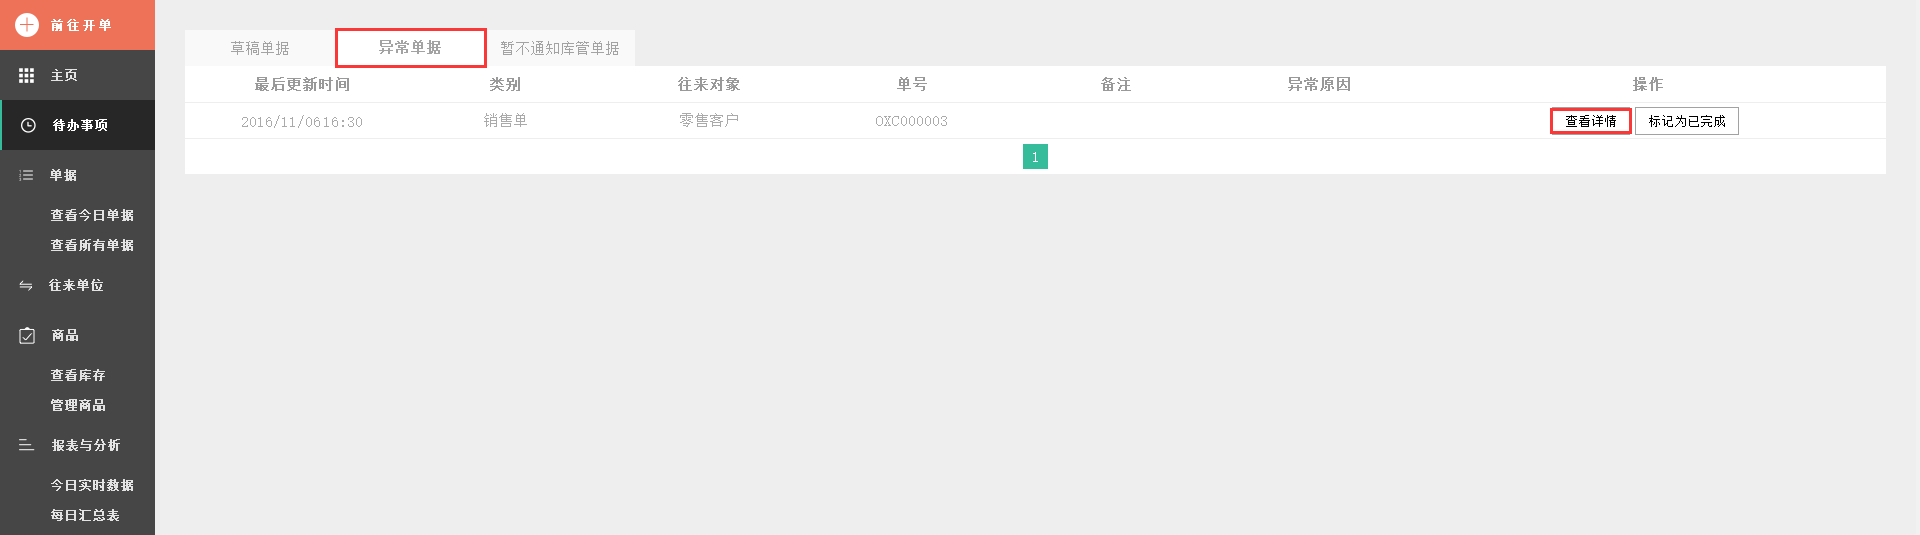 前往开单
主页
待办事项
单据
查看今日单据
查看所有单据
往来单位
商品
查看库存
管理商品
报表与分析
今日实时数据
每日汇总表
草稿单据 异常单据 暂不通知库管单据
最后更新时间 类别 往来对象 单号 备注 异常原因 操作
2016/11/0616:30 销售单 零售客户 OXC000003 查看详情 标记为已完成
1